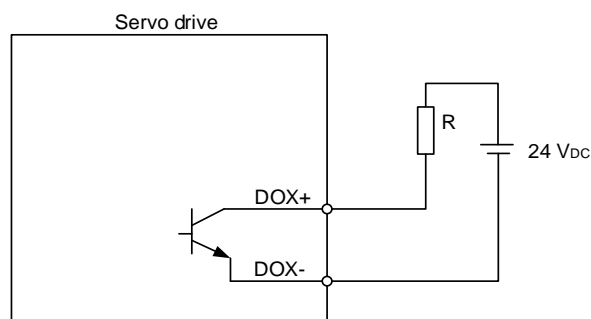 Servo drive
R
24 VDC
DOX+
DOX-